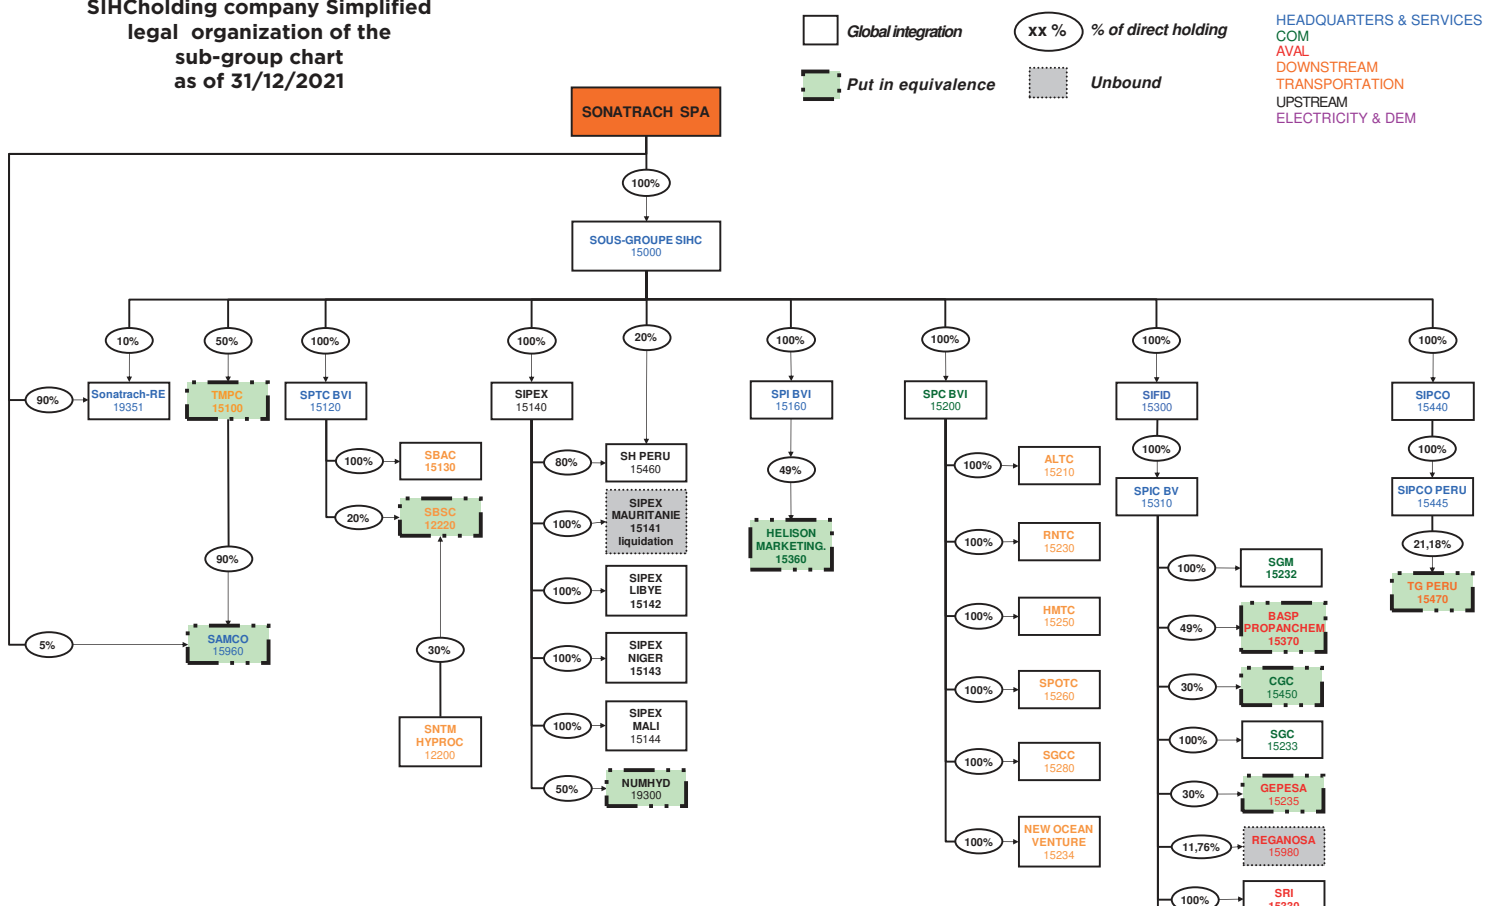 SIHCholding company Simplified
legal organization of the
sub-group chart
as of 31/12/2021
Global integration
xx %
% of direct holding
Put in equivalence
Unbound
HEADQUARTERS & SERVICES
COM
AVAL
DOWNSTREAM
TRANSPORTATION
UPSTREAM
ELECTRICITY & DEM
SONATRACH SPA
100%
SOUS-GROUPE SIHC
15000
10%
50%
100%
100%
20%
100%
100%
100%
100%
90%
Sonatrach-RE
19351
TMPC
15100
SPTC BVI
15120
SIPEX
15140
SPI BVI
15160
SPC BVI
15200
SIFID
15300
SIPCO
15440
90%
5%
SAMCO
15960
100%
SBAC
15130
20%
SBSC
12220
30%
SNTM
HYPROC
12200
80%
SH PERU
15460
100%
SIPEX
MAURITANIE
15141
liquidation
100%
SIPEX
LIBYE
15142
100%
SIPEX
NIGER
15143
100%
SIPEX
MALI
15144
50%
NUMHYD
19300
49%
HELISON
MARKETING.
15360
100%
ALTC
15210
100%
RNTC
15230
100%
HMTC
15250
100%
SPOTC
15260
100%
SGCC
15280
100%
NEW OCEAN
VENTURE
15234
100%
SPIC BV
15310
100%
SGM
15232
49%
BASP
PROPANCHEM
15370
30%
CGC
15450
100%
SGC
15233
30%
GEPESA
15235
11,76%
REGANOSA
15980
100%
SRI
100%
SIPCO PERU
15445
21,18%
TG PERU
15470